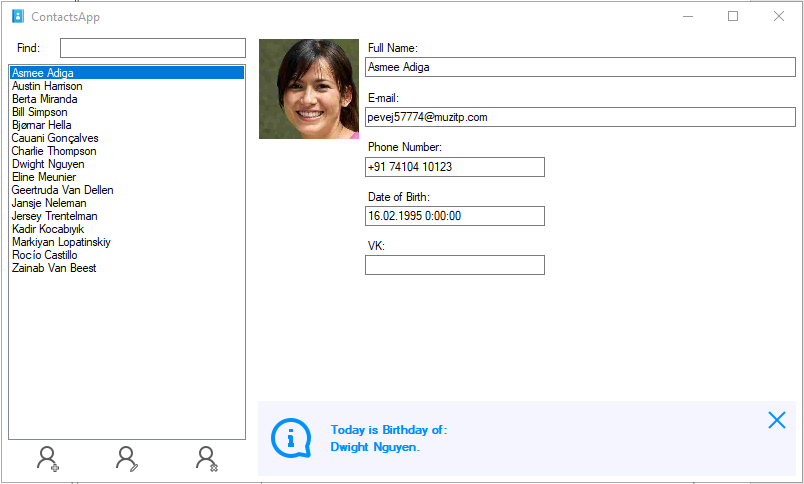 ContactsApp
Find:
Asmee Adiga
Austin Harrison
Berta Miranda
Bill Simpson
Bjørnar Hella
Cauani Gonçalves
Charlie Thompson
Dwight Nguyen
Eline Meunier
Geertruda Van Dellen
Jansje Neleman
Jersey Trentelman
Kadir Kocabıyık
Markiyan Lopatinskiy
Rocío Castillo
Zainab Van Beest
Full Name:
Asmee Adiga
E-mail:
pevej57774@muzitp.com
Phone Number:
+91 74104 10123
Date of Birth:
16.02.1995 0:00:00
VK:
Today is Birthday of:
Dwight Nguyen.